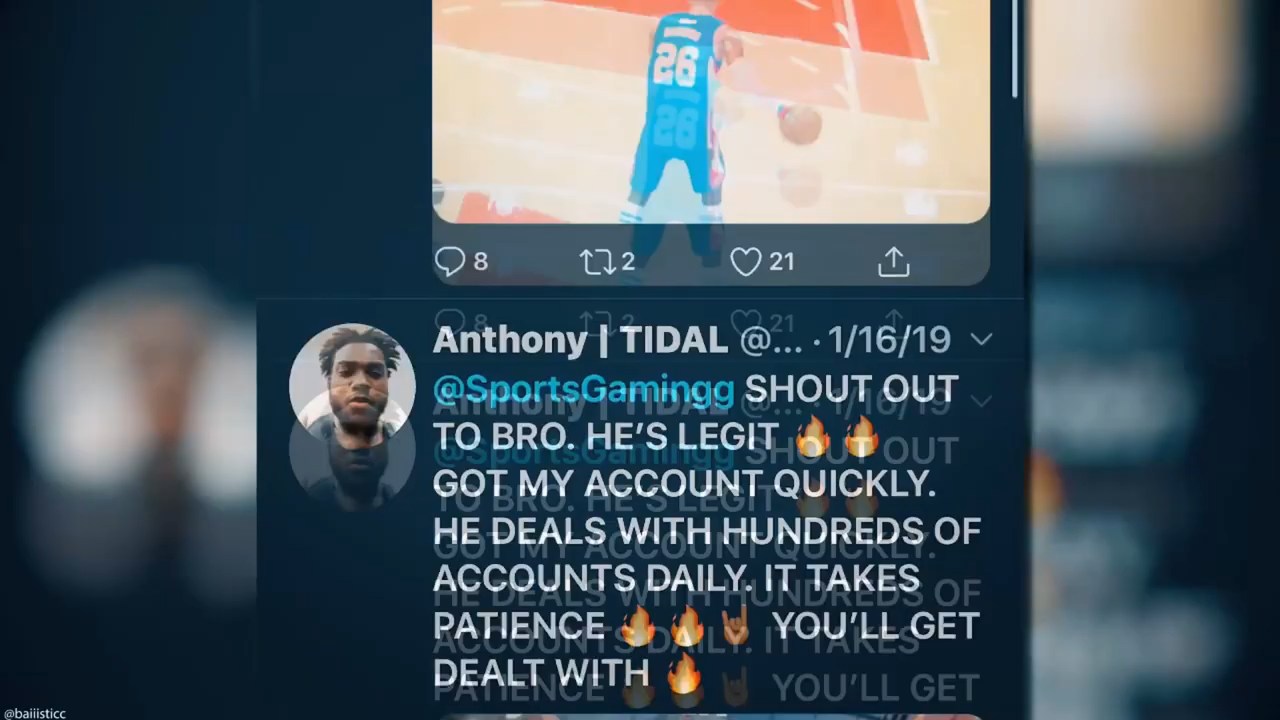 26
8 2 21
Anthony | TIDAL @... · 1/16/19
@SportsGamingg SHOUT OUT
TO BRO. HE’S LEGIT 🔥 🔥
GOT MY ACCOUNT QUICKLY.
HE DEALS WITH HUNDREDS OF
ACCOUNTS DAILY. IT TAKES
PATIENCE 🔥 🔥 🤘🏾 YOU’LL GET
DEALT WITH 🔥
@baiiisticc